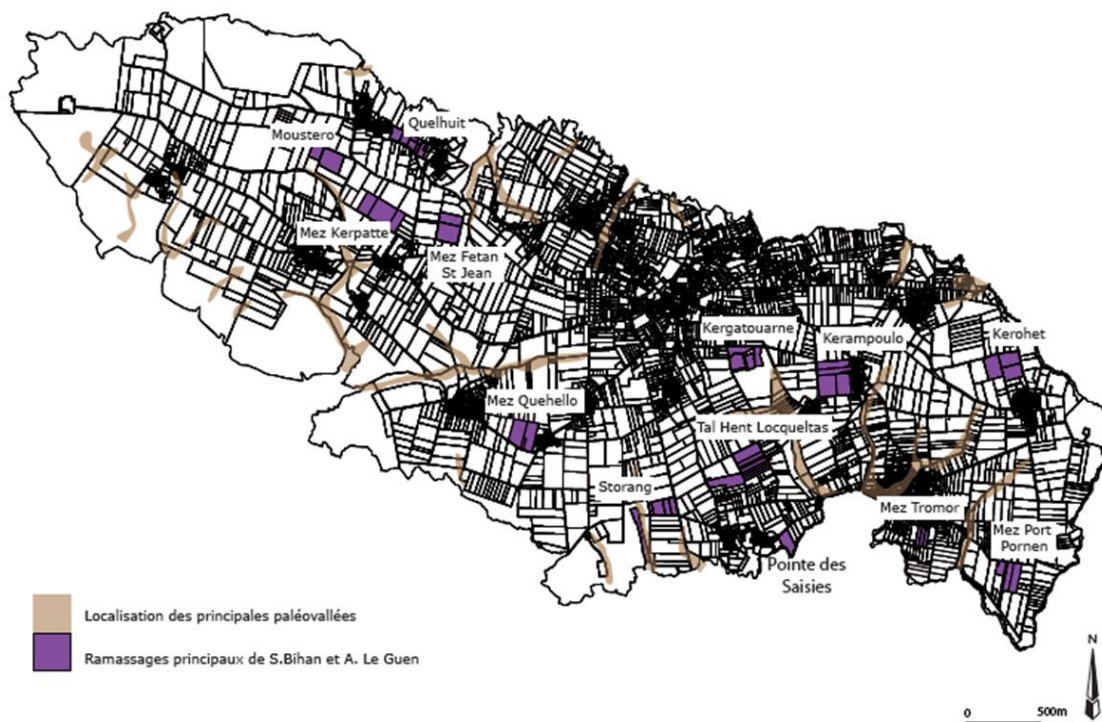 Quelhuit
Moustero
Mez Kerpatte
Mez Fetan
St Jean
Kergatouarne
Kerampoulo
Kerohet
Mez Quehello
Tal Hent Locqueltas
Storang
Mez Tromor
Mez Port
Pornen
Pointe des
Saisies
Localisation des principales paléovallées
Ramassages principaux de S.Bihan et A. Le Guen
N
0 500m